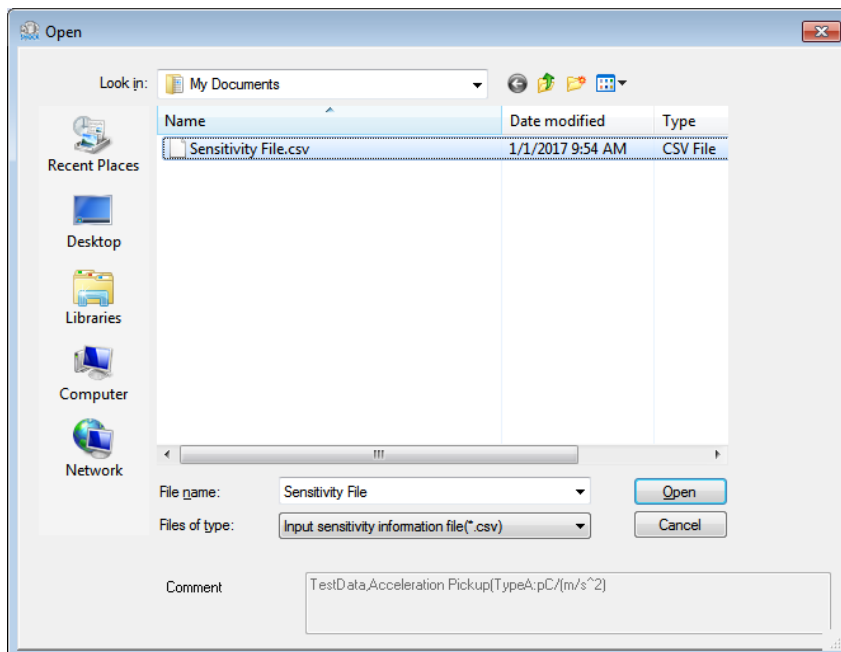 Open
Look in:
My Documents
Name
Date modified
Type
Sensitivity File.csv
1/1/2017 9:54 AM
CSV File
Recent Places
Desktop
Libraries
Computer
Network
File name:
Sensitivity File
Open
Files of type:
Input sensitivity information file(*.csv)
Cancel
Comment
TestData,Acceleration Pickup(TypeA:pC/(m/s^2)